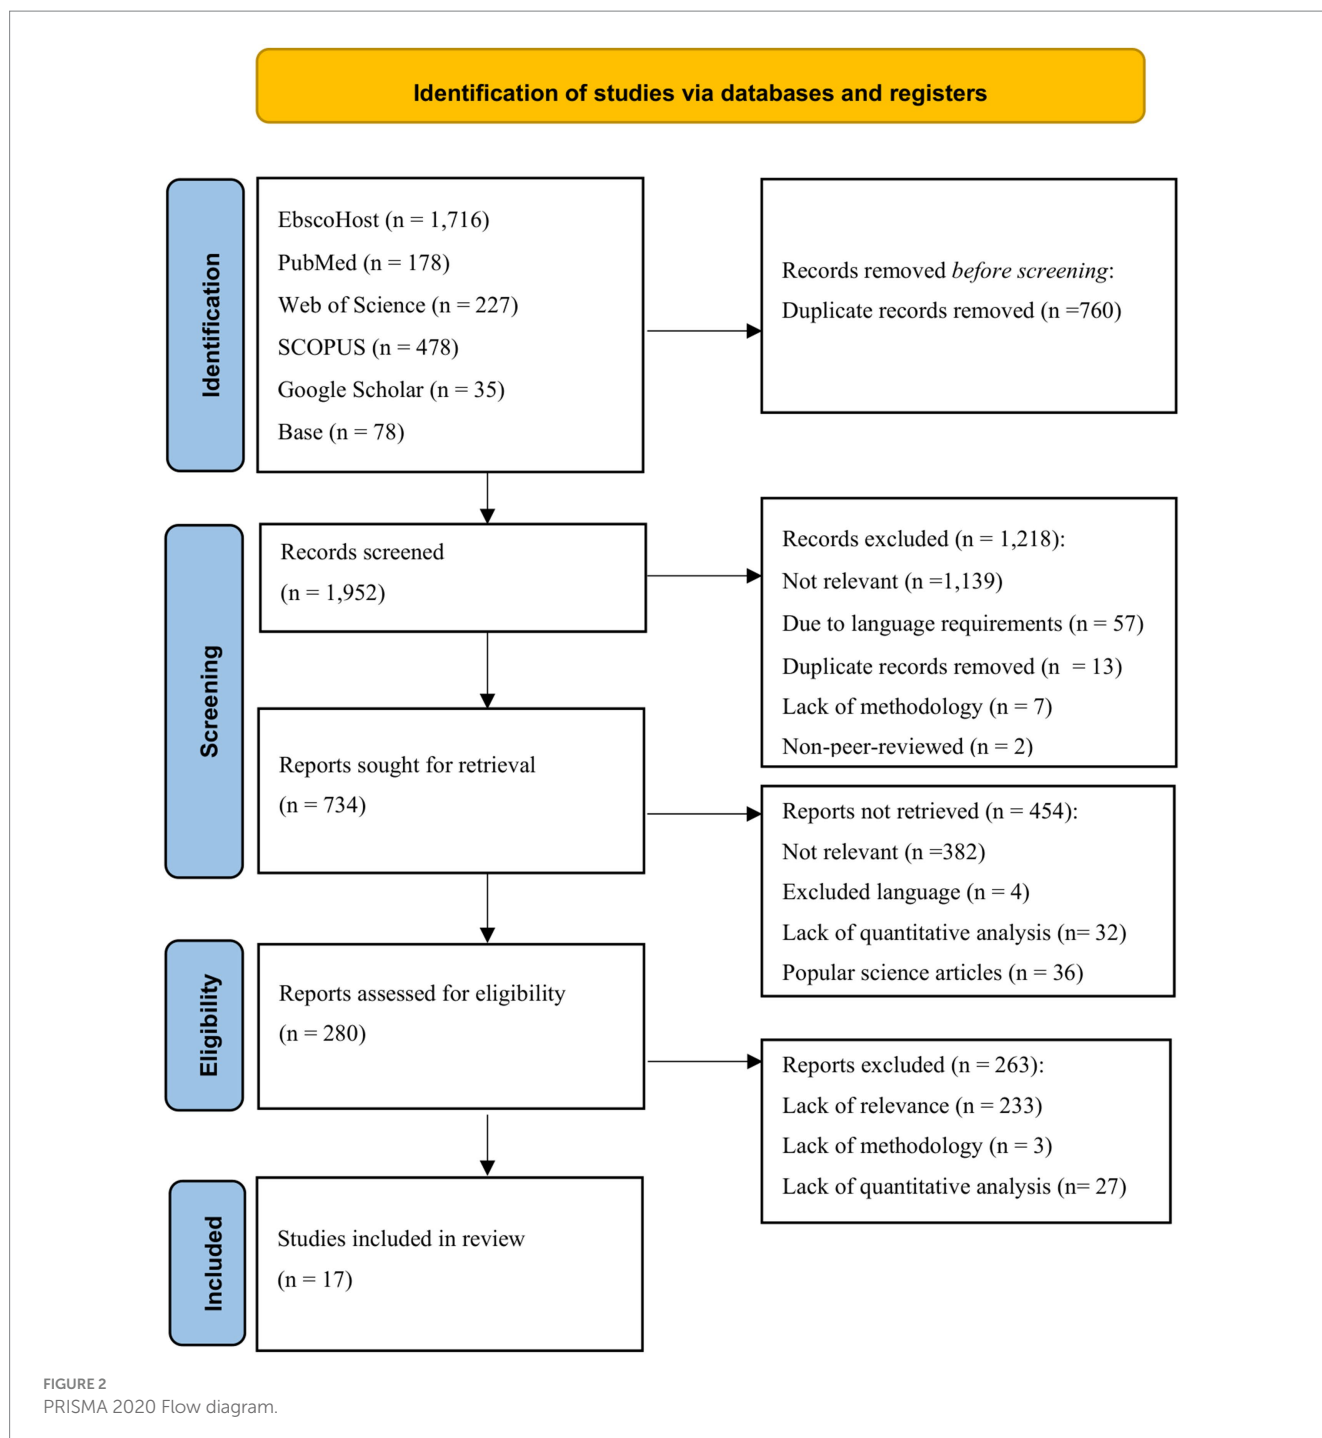 Identification of studies via databases and registers
Identification
EbscoHost (n = 1,716)
PubMed (n = 178)
Web of Science (n = 227)
SCOPUS (n = 478)
Google Scholar (n = 35)
Base (n = 78)
Records removed before screening:
Duplicate records removed (n =760)
Screening
Records screened
(n = 1,952)
Records excluded (n = 1,218):
Not relevant (n =1,139)
Due to language requirements (n = 57)
Duplicate records removed (n  = 13)
Lack of methodology (n = 7)
Non-peer-reviewed (n = 2)
Reports sought for retrieval
(n = 734)
Reports not retrieved (n = 454):
Not relevant (n =382)
Excluded language (n = 4)
Lack of quantitative analysis (n= 32)
Popular science articles (n = 36)
Eligibility
Reports assessed for eligibility
(n = 280)
Reports excluded (n = 263):
Lack of relevance (n = 233)
Lack of methodology (n = 3)
Lack of quantitative analysis (n= 27)
Included
Studies included in review
(n = 17)
FIGURE 2
PRISMA 2020 Flow diagram.